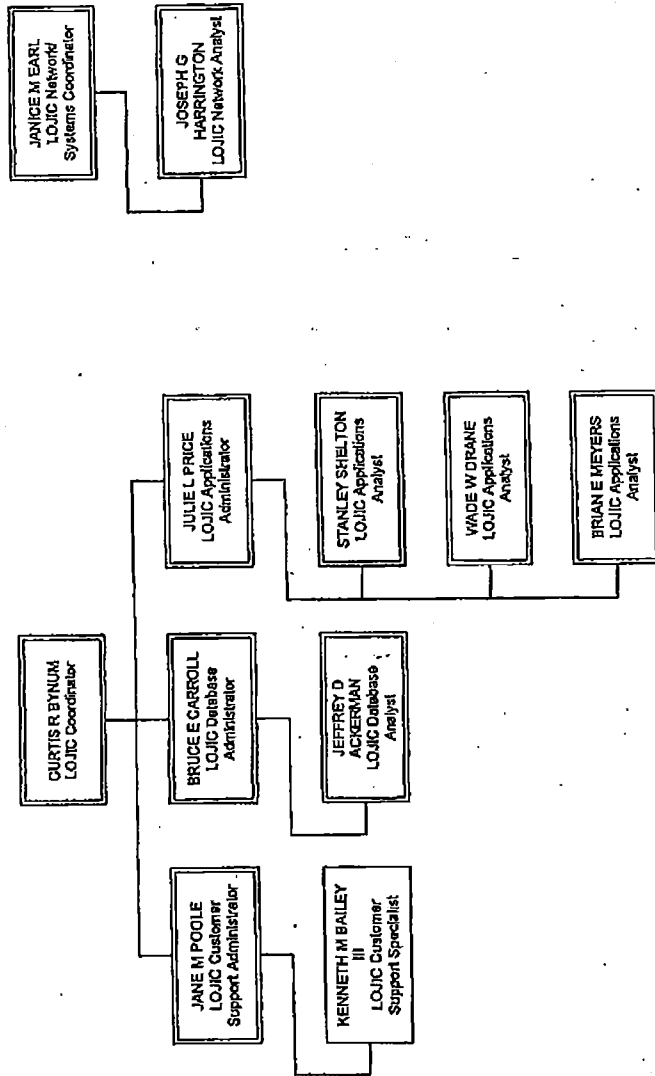 CURTIS R BYNUM
LOJIC Coordinator
JANICE M EARL
LOJIC Network/
Systems Coordinator
JANE M POOLE
LOJIC Customer
Support Administrator
BRUCE E CARROLL
LOJIC Database
Administrator
JULIE L PRICE
LOJIC Applications
Administrator
JOSEPH G
HARRINGTON
LOJIC Network Analyst
KENNETH M BAILEY
III
LOJIC Customer
Support Specialist
JEFFREY D
ACKERMAN
LOJIC Database
Analyst
STANLEY SHELTON
LOJIC Applications
Analyst
WADE W DRANE
LOJIC Applications
Analyst
BRIAN E MEYERS
LOJIC Applications
Analyst